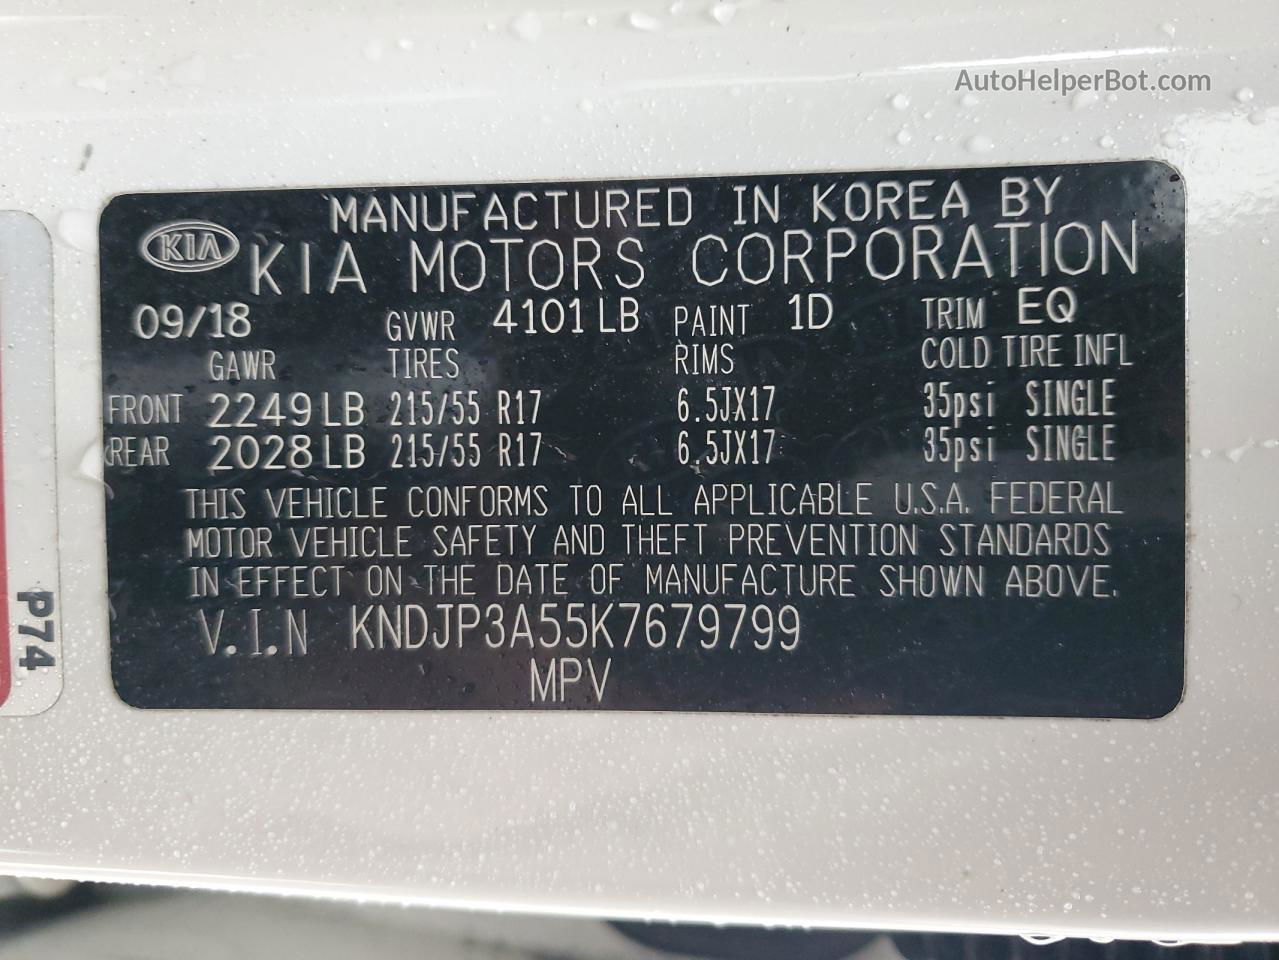 AutoHelperBot.com
MANUFACTURED IN KOREA BY
KIA KIA MOTORS CORPORATION
09/18 GVWR 4101 LB PAINT 1D TRIM EQ
GAWR TIRES RIMS COLD TIRE INFL
FRONT 2249 LB 215/55 R17 6.5JX17 35psi SINGLE
REAR 2028 LB 215/55 R17 6.5JX17 35psi SINGLE
THIS VEHICLE CONFORMS TO ALL APPLICABLE U.S.A. FEDERAL
MOTOR VEHICLE SAFETY AND THEFT PREVENTION STANDARDS
IN EFFECT ON THE DATE OF MANUFACTURE SHOWN ABOVE.
V.I.N KNDJP3A55K7679799
MPV
P74